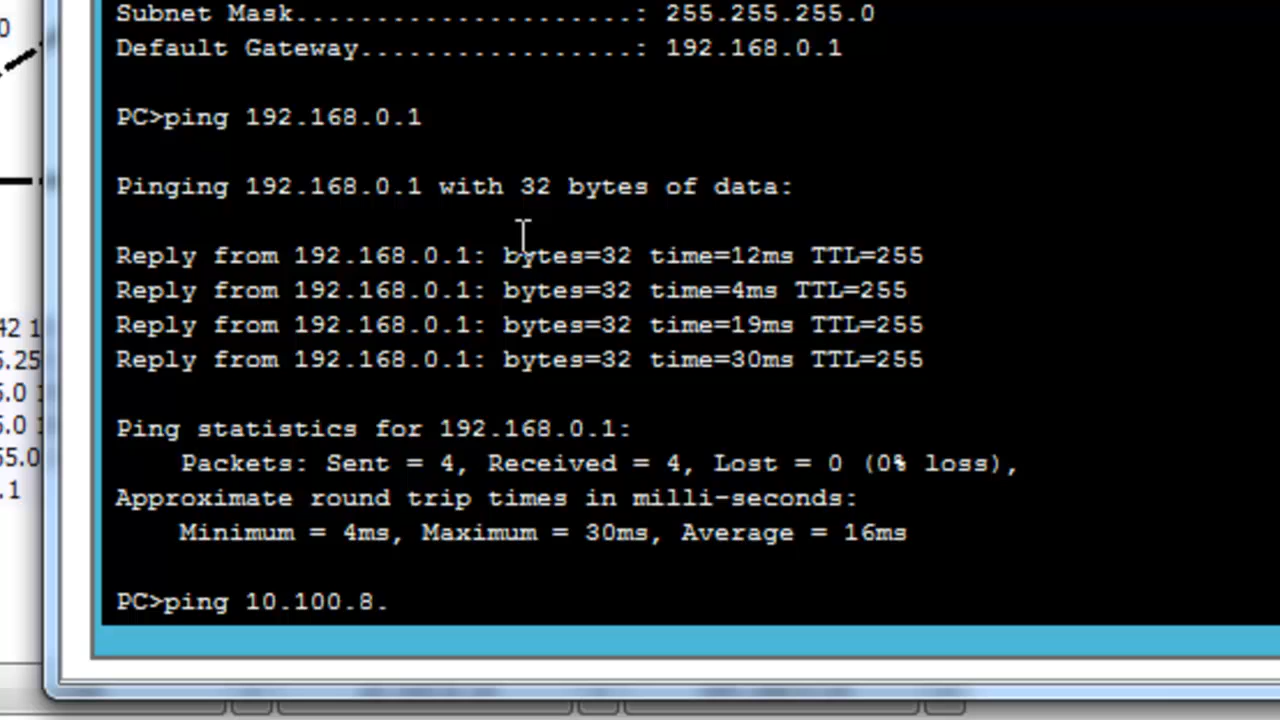 Subnet Mask.....................: 255.255.255.0
Default Gateway.................: 192.168.0.1
PC>ping 192.168.0.1
Pinging 192.168.0.1 with 32 bytes of data:
Reply from 192.168.0.1: bytes=32 time=12ms TTL=255
Reply from 192.168.0.1: bytes=32 time=4ms TTL=255
Reply from 192.168.0.1: bytes=32 time=19ms TTL=255
Reply from 192.168.0.1: bytes=32 time=30ms TTL=255
Ping statistics for 192.168.0.1:
Packets: Sent = 4, Received = 4, Lost = 0 (0% loss),
Approximate round trip times in milli-seconds:
Minimum = 4ms, Maximum = 30ms, Average = 16ms
PC>ping 10.100.8.